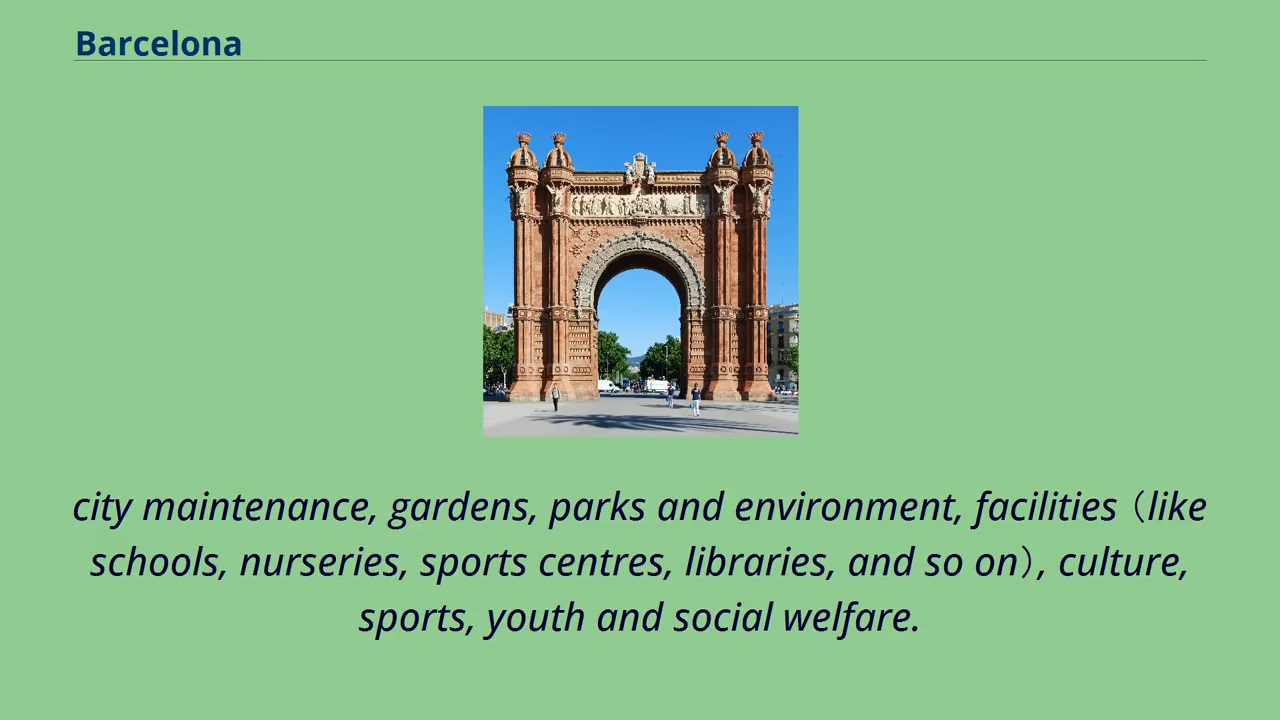 Barcelona
city maintenance, gardens, parks and environment, facilities（like
schools, nurseries, sports centres, libraries, and so on）, culture,
sports, youth and social welfare.